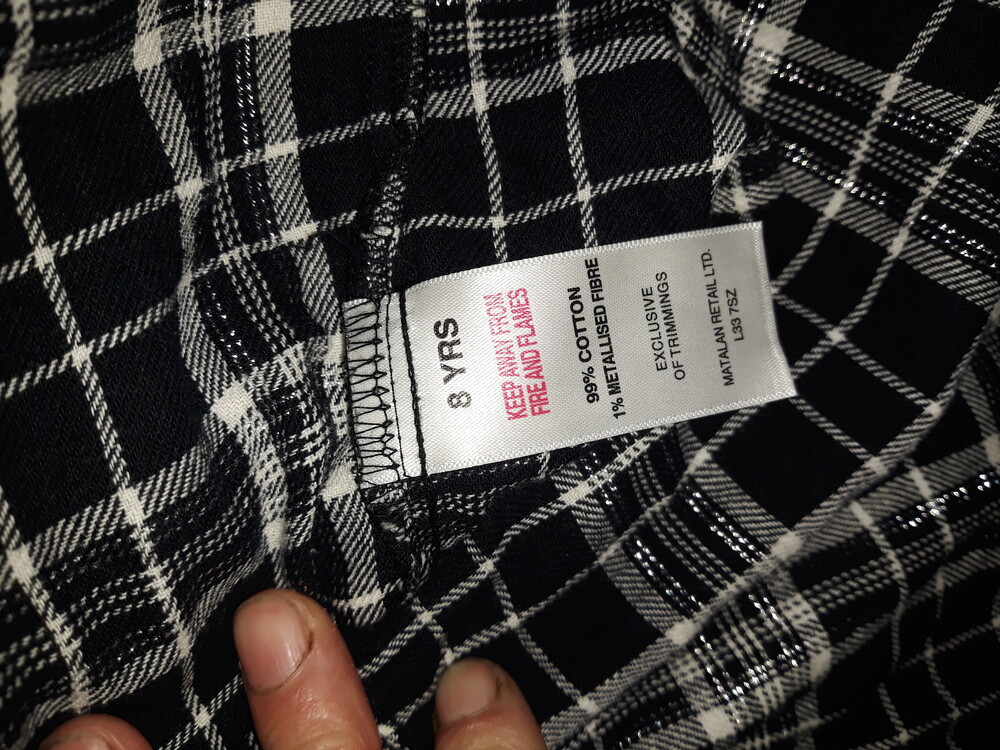 8 YRS
KEEP AWAY FROM
FIRE AND FLAMES
99% COTTON
1% METALLISED FIBRE
EXCLUSIVE
OF TRIMMINGS
MATALAN RETAIL LTD.
L33 7SZ